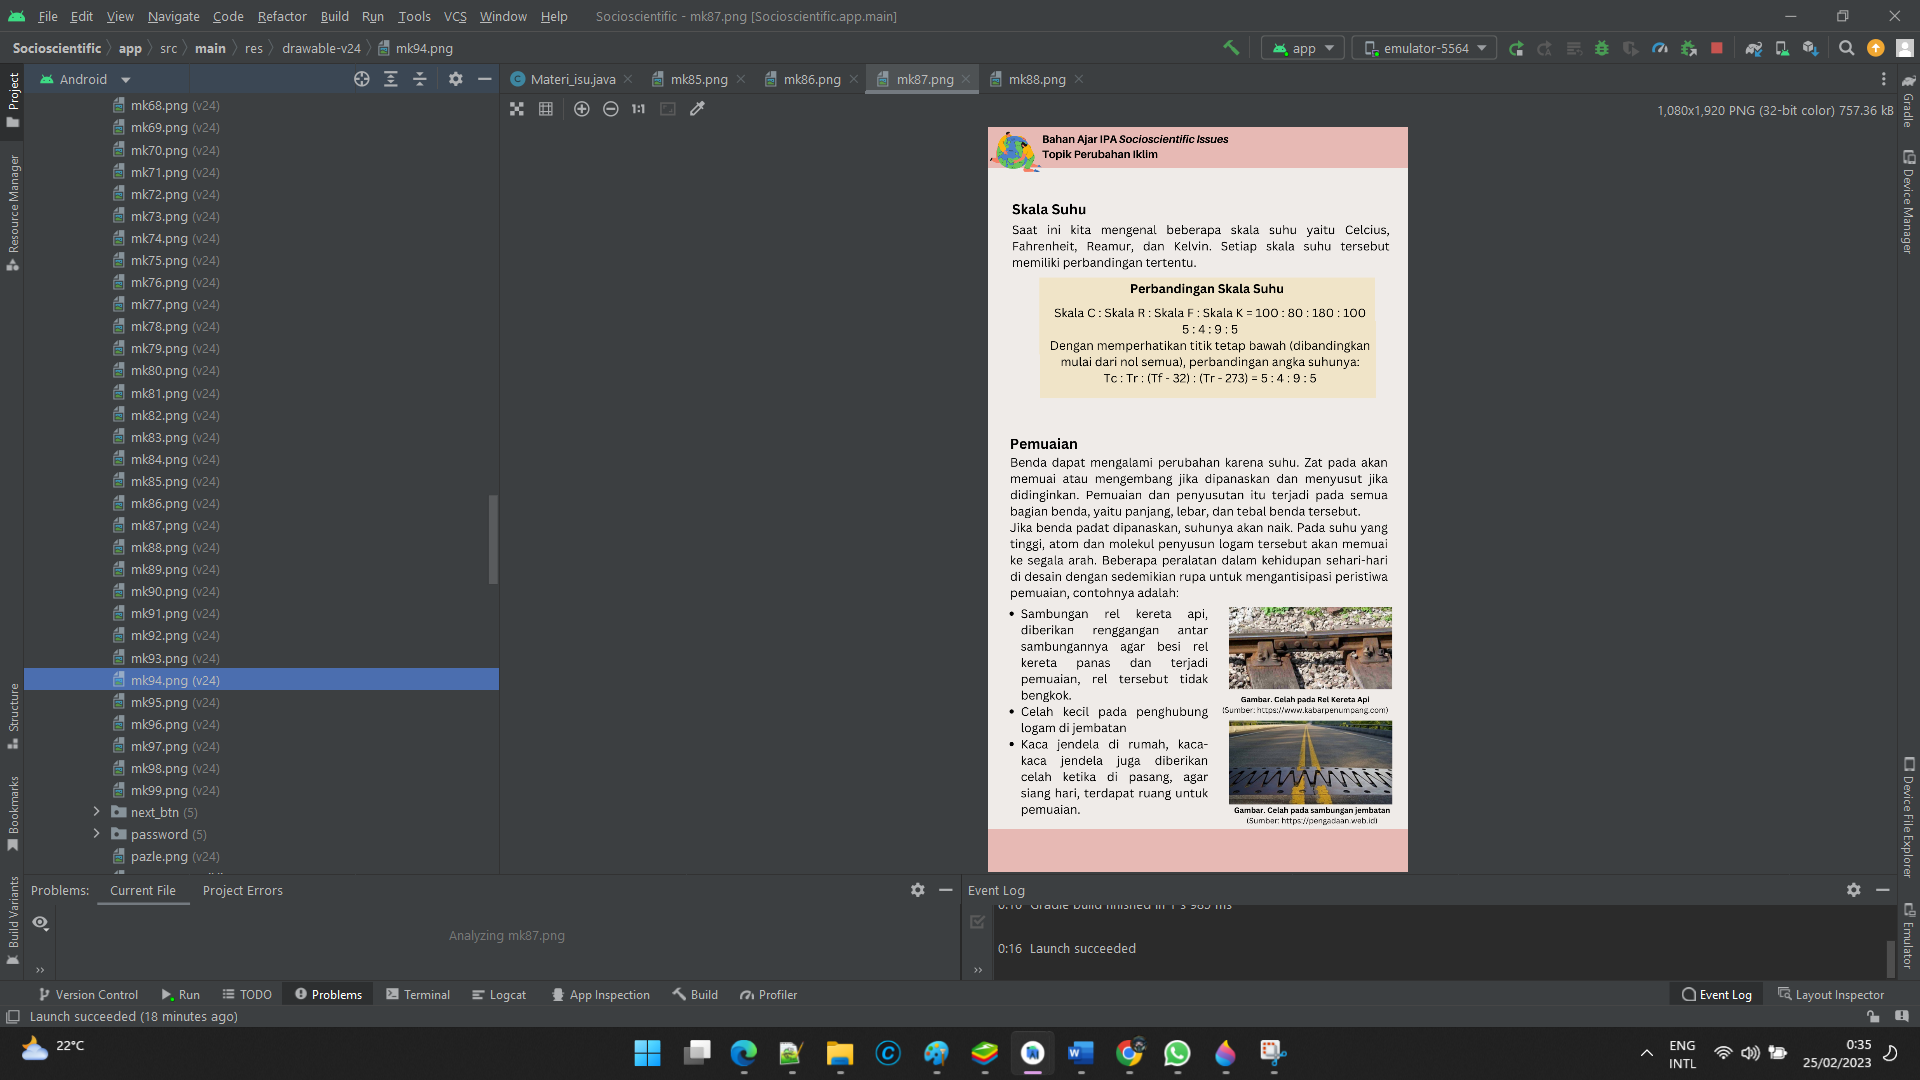 File Edit View Navigate Code Refactor Build Run Tools VCS Window Help Socioscientific - mk87.png [Socioscientific.app.main]
Socioscientific app src main res drawable-v24 mk94.png app emulator-5564
Project
Resource Manager
Structure
Bookmarks
Build Variants
Android
mk68.png (v24)
mk69.png (v24)
mk70.png (v24)
mk71.png (v24)
mk72.png (v24)
mk73.png (v24)
mk74.png (v24)
mk75.png (v24)
mk76.png (v24)
mk77.png (v24)
mk78.png (v24)
mk79.png (v24)
mk80.png (v24)
mk81.png (v24)
mk82.png (v24)
mk83.png (v24)
mk84.png (v24)
mk85.png (v24)
mk86.png (v24)
mk87.png (v24)
mk88.png (v24)
mk89.png (v24)
mk90.png (v24)
mk91.png (v24)
mk92.png (v24)
mk93.png (v24)
mk94.png (v24)
mk95.png (v24)
mk96.png (v24)
mk97.png (v24)
mk98.png (v24)
mk99.png (v24)
next_btn (5)
password (5)
pazle.png (v24)
Materi_isu.java mk85.png mk86.png mk87.png mk88.png
1:1
1,080x1,920 PNG (32-bit color) 757.36 kB
Bahan Ajar IPA Socioscientific Issues
Topik Perubahan Iklim
Skala Suhu
Saat ini kita mengenal beberapa skala suhu yaitu Celcius,
Fahrenheit, Reamur, dan Kelvin. Setiap skala suhu tersebut
memiliki perbandingan tertentu.
Perbandingan Skala Suhu
Skala C : Skala R : Skala F : Skala K = 100 : 80 : 180 : 100
5 : 4 : 9 : 5
Dengan memperhatikan titik tetap bawah (dibandingkan
mulai dari nol semua), perbandingan angka suhunya:
Tc : Tr : (Tf - 32) : (Tr - 273) = 5 : 4 : 9 : 5
Pemuaian
Benda dapat mengalami perubahan karena suhu. Zat pada akan
memuai atau mengembang jika dipanaskan dan menyusut jika
didinginkan. Pemuaian dan penyusutan itu terjadi pada semua
bagian benda, yaitu panjang, lebar, dan tebal benda tersebut.
Jika benda padat dipanaskan, suhunya akan naik. Pada suhu yang
tinggi, atom dan molekul penyusun logam tersebut akan memuai
ke segala arah. Beberapa peralatan dalam kehidupan sehari-hari
di desain dengan sedemikian rupa untuk mengantisipasi peristiwa
pemuaian, contohnya adalah:
• Sambungan rel kereta api,
diberikan renggangan antar
sambungannya agar besi rel
kereta panas dan terjadi
pemuaian, rel tersebut tidak
bengkok.
• Celah kecil pada penghubung
logam di jembatan
• Kaca jendela di rumah, kaca-
kaca jendela juga diberikan
celah ketika di pasang, agar
siang hari, terdapat ruang untuk
pemuaian.
Gambar. Celah pada Rel Kereta Api
(Sumber: https://www.kabarpenumpang.com)
Gambar. Celah pada sambungan jembatan
(Sumber: https://pengadaan.web.id)
Gradle
Device Manager
Device File Explorer
Emulator
Problems: Current File Project Errors
Analyzing mk87.png
Event Log
0:16 Gradle build finished in 1 s 985 ms
0:16 Launch succeeded
Version Control Run TODO Problems Terminal Logcat App Inspection Build Profiler Event Log Layout Inspector
Launch succeeded (18 minutes ago)
22°C
ENG
INTL
0:35
25/02/2023